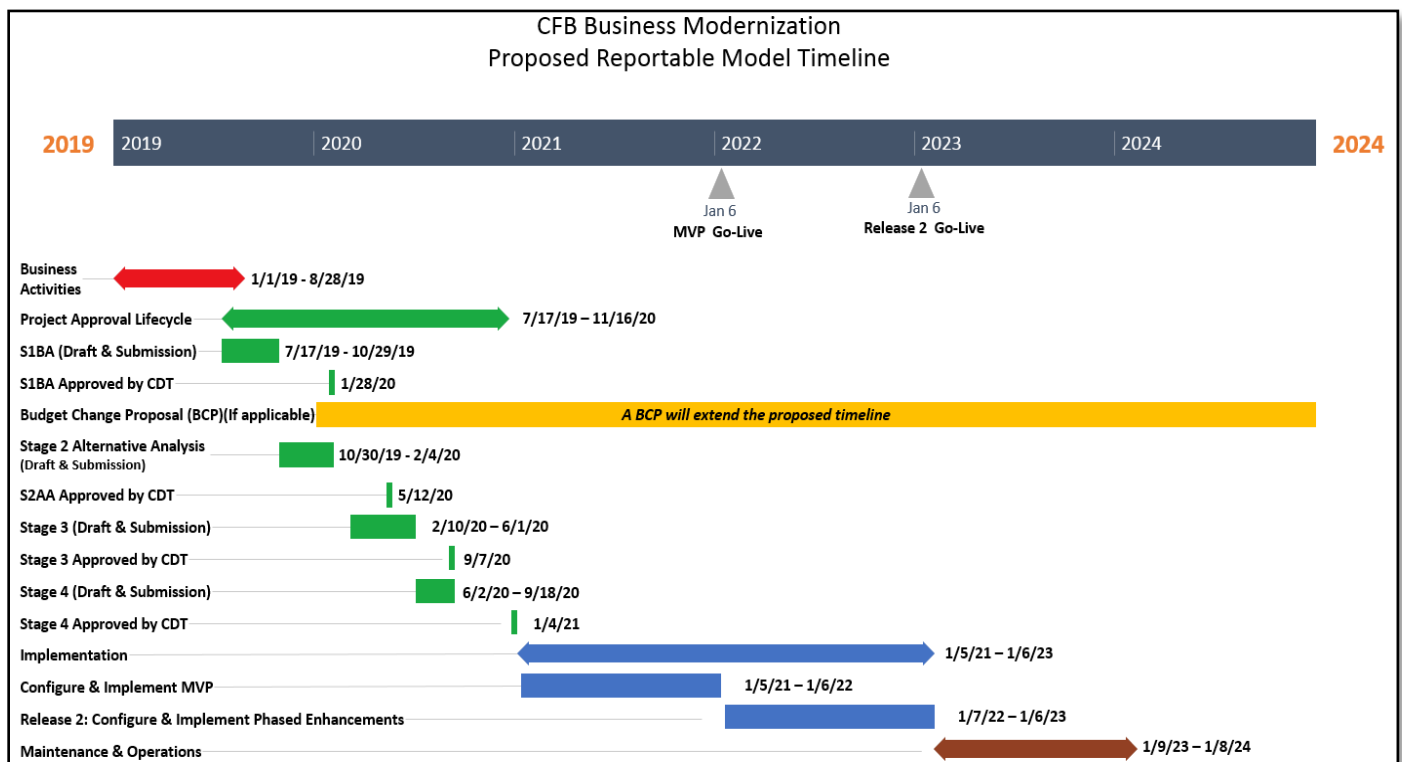 CFB Business Modernization
Proposed Reportable Model Timeline
2019 2019 2020 2021 2022 2023 2024 2024
Jan 6
MVP Go-Live
Jan 6
Release 2 Go-Live
Business
Activities
1/1/19 - 8/28/19
Project Approval Lifecycle 7/17/19 – 11/16/20
S1BA (Draft & Submission) 7/17/19 - 10/29/19
S1BA Approved by CDT 1/28/20
Budget Change Proposal (BCP)(If applicable) A BCP will extend the proposed timeline
Stage 2 Alternative Analysis
(Draft & Submission)
10/30/19 - 2/4/20
S2AA Approved by CDT 5/12/20
Stage 3 (Draft & Submission) 2/10/20 – 6/1/20
Stage 3 Approved by CDT 9/7/20
Stage 4 (Draft & Submission) 6/2/20 – 9/18/20
Stage 4 Approved by CDT 1/4/21
Implementation 1/5/21 – 1/6/23
Configure & Implement MVP 1/5/21 – 1/6/22
Release 2: Configure & Implement Phased Enhancements 1/7/22 – 1/6/23
Maintenance & Operations 1/9/23 – 1/8/24